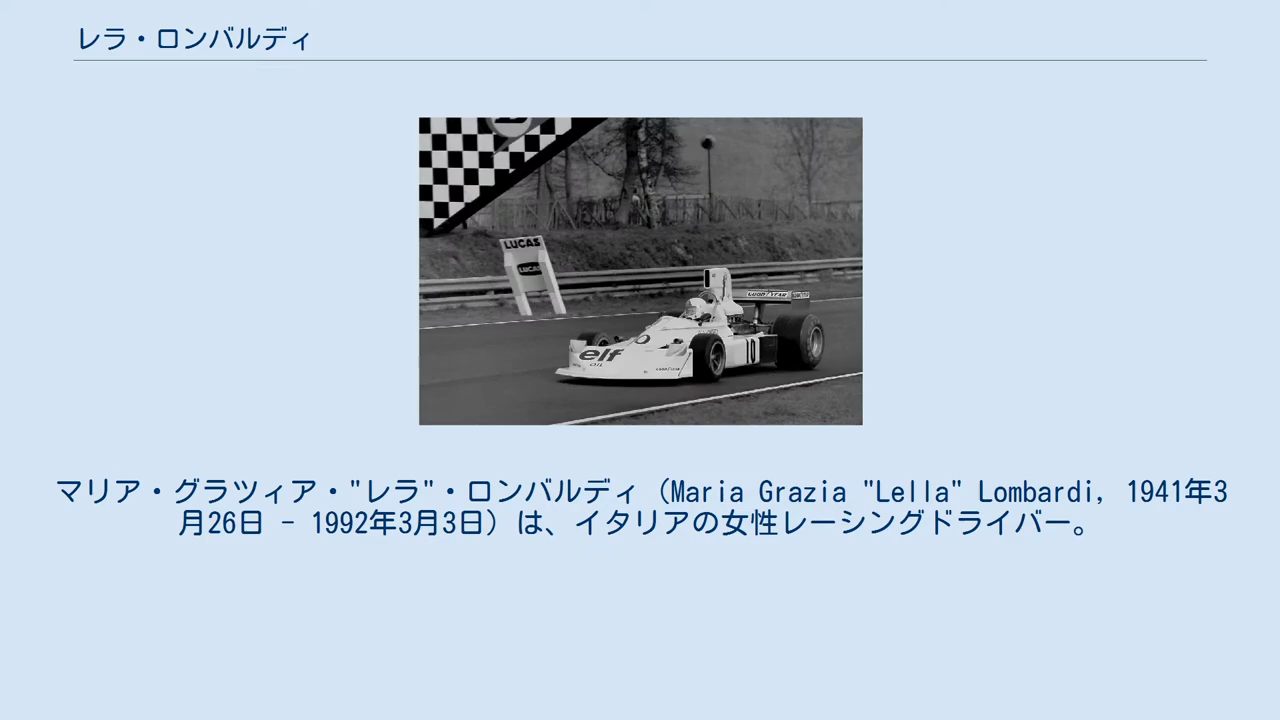 レラ・ロンバルディ
LUCAS
LUCAS
GOODYEAR
elf
10
マリア・グラツィア・"レラ"・ロンバルディ（Maria Grazia "Lella" Lombardi, 1941年3
月26日 - 1992年3月3日）は、イタリアの女性レーシングドライバー。